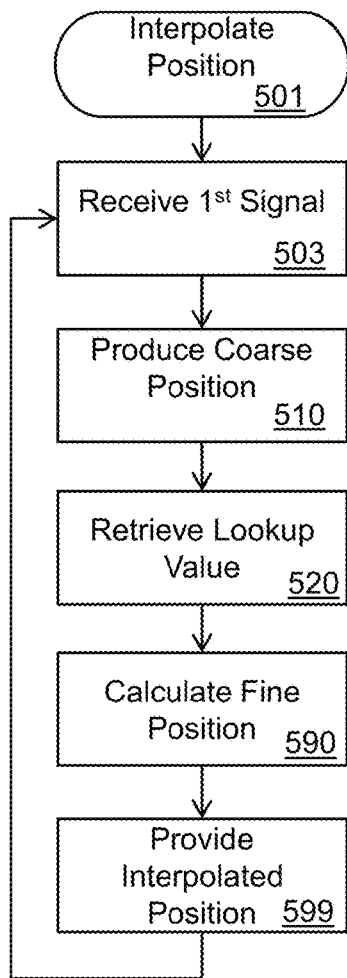 Interpolate
Position
501
Receive 1st Signal
503
Produce Coarse
Position
510
Retrieve Lookup
Value
520
Calculate Fine
Position
590
Provide
Interpolated
Position 599